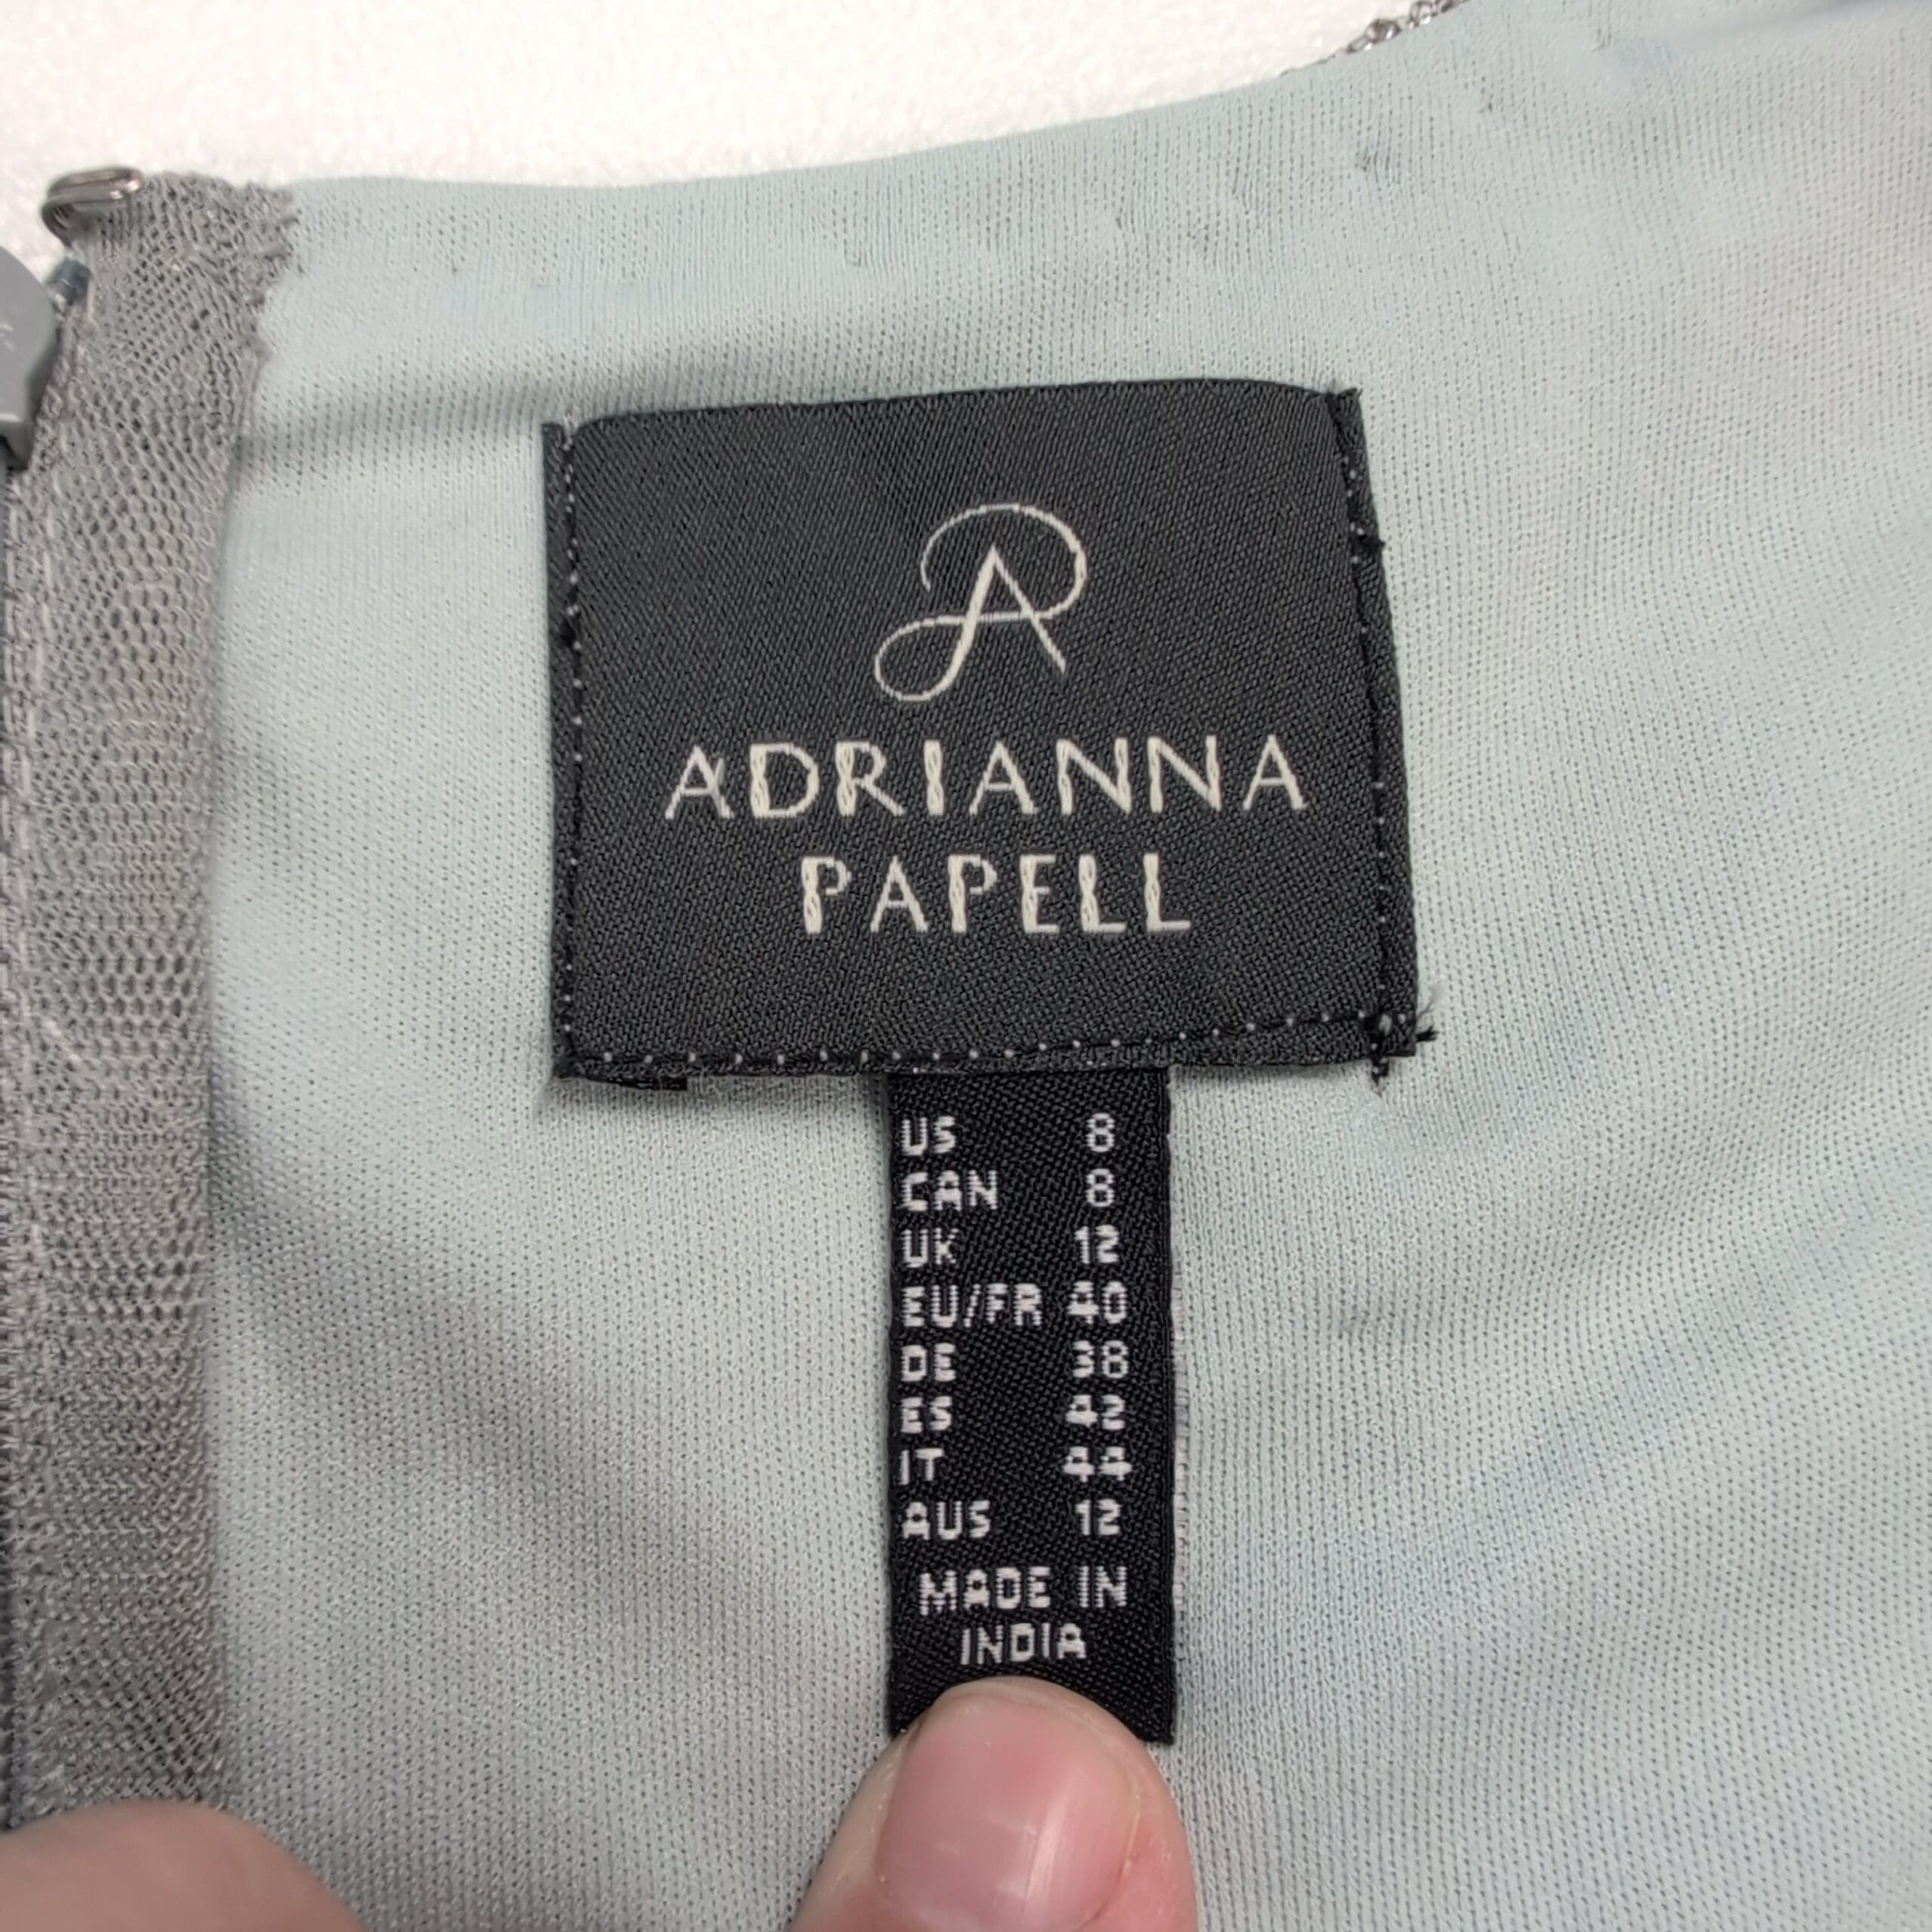 ADRIANNA
PAPELL
US 8
CAN 8
UK 12
EU/FR 40
DE 38
ES 42
IT 44
AUS 12
MADE IN
INDIA